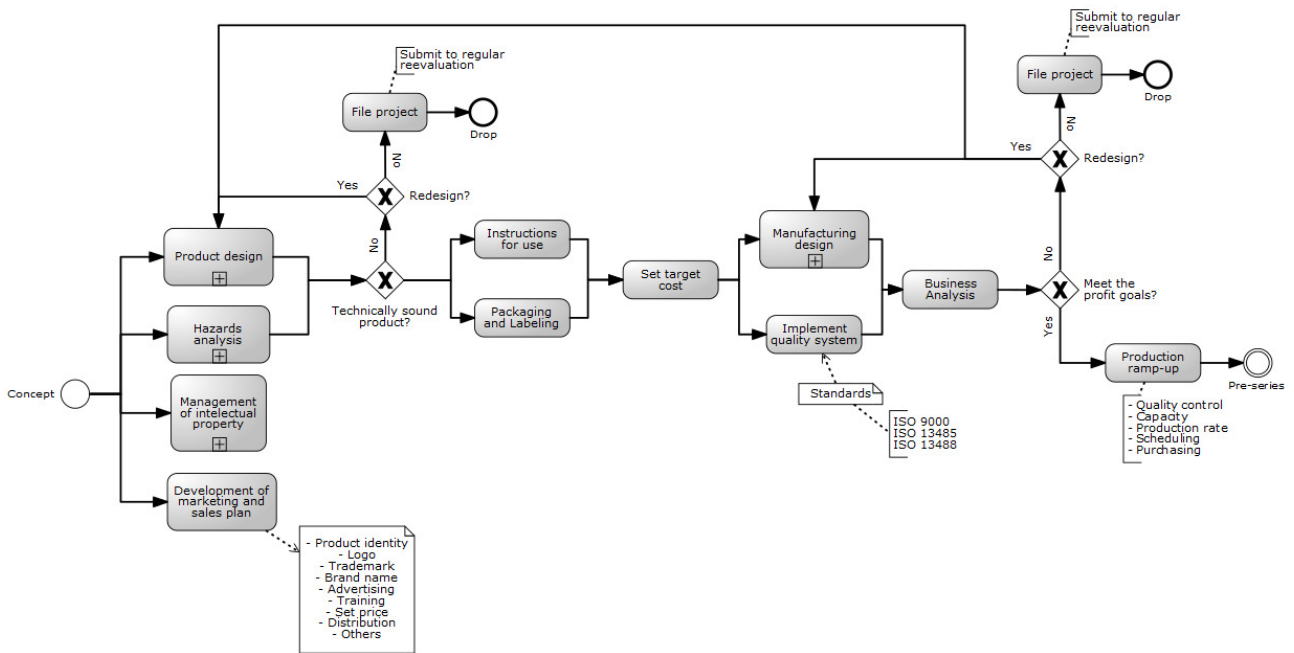 Submit to regular
reevaluation
File project
Drop
No
Yes
Redesign?
Submit to regular
reevaluation
File project
Drop
No
Yes
Redesign?
Product design
No
Technically sound
product?
Instructions
for use
Packaging
and Labeling
Set target
cost
Manufacturing
design
Implement
quality system
Business
Analysis
No
Meet the
profit goals?
Yes
Hazards
analysis
Production
ramp-up
Pre-series
Concept
Management
of intelectual
property
Standards
ISO 9000
ISO 13485
ISO 13488
- Quality control
- Capacity
- Production rate
- Scheduling
- Purchasing
Development of
marketing and
sales plan
- Product identity
- Logo
- Trademark
- Brand name
- Advertising
- Training
- Set price
- Distribution
- Others